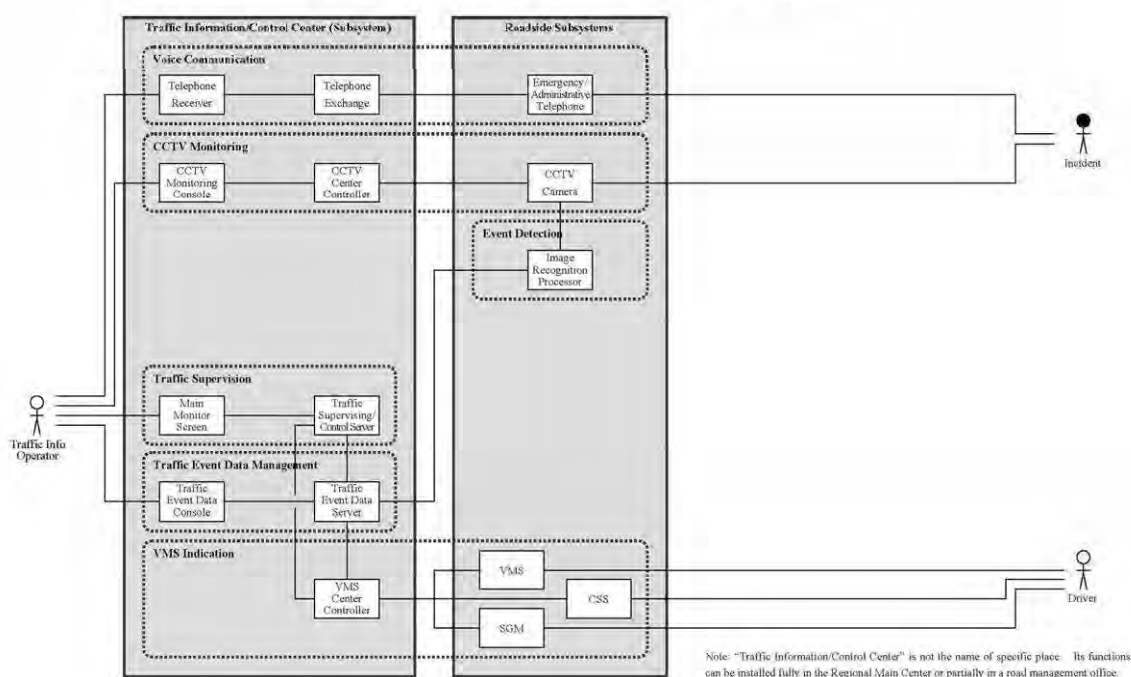 Traffic Information/Control Center (Subsystem)
Roadside Subsystems
Voice Communication
Telephone
Receiver
Telephone
Exchange
Emergency/
Administrative
Telephone
CCTV Monitoring
CCTV
Monitoring
Console
CCTV
Center
Controller
CCTV
Camera
Incident
Event Detection
Image
Recognition
Processor
Traffic Supervision
Main
Monitor
Screen
Traffic
Supervising/
Control Server
Traffic Info
Operator
Traffic Event Data Management
Traffic
Event Data
Console
Traffic
Event Data
Server
VMS Indication
VMS
Center
Controller
VMS
CSS
SGM
Driver
Note: "Traffic Information/Control Center" is not the name of specific place. Its functions
can be installed fully in the Regional Main Center or partially in a road management office.